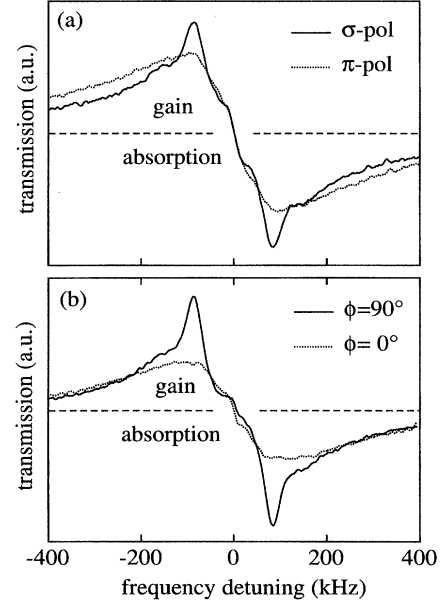 (a)
σ-pol
π-pol
gain
absorption
transmission (a.u.)
(b)
ϕ=90°
ϕ= 0°
gain
absorption
transmission (a.u.)
-400 -200 0 200 400
frequency detuning (kHz)